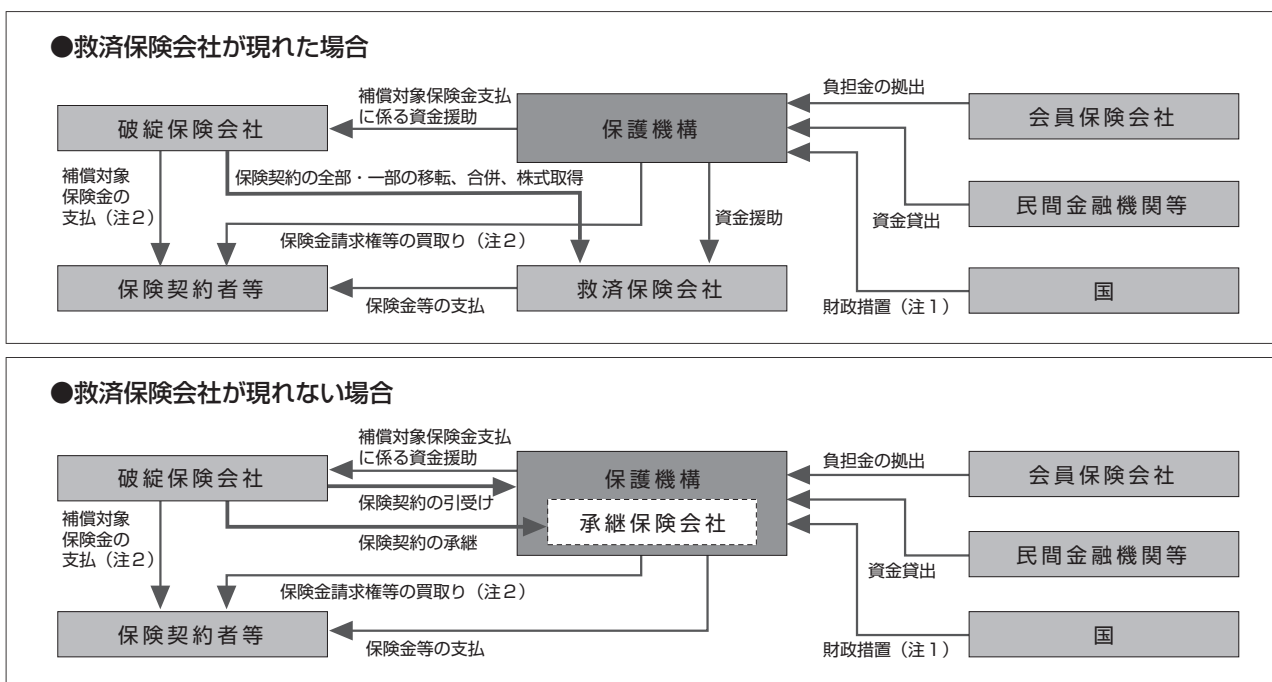 ●救済保険会社が現れた場合
破綻保険会社
補償対象保険金支払
に係る資金援助
保護機構
負担金の拠出
会員保険会社
補償対象
保険金の
支払（注２）
保険契約の全部・一部の移転、合併、株式取得
資金援助
資金貸出
民間金融機関等
保険金請求権等の買取り（注２）
保険契約者等
保険金等の支払
救済保険会社
財政措置（注１）
国
●救済保険会社が現れない場合
破綻保険会社
補償対象保険金支払
に係る資金援助
保護機構
負担金の拠出
会員保険会社
保険契約の引受け
承継保険会社
補償対象
保険金の
支払（注２）
保険契約の承継
資金貸出
民間金融機関等
保険金請求権等の買取り（注２）
保険契約者等
保険金等の支払
財政措置（注１）
国